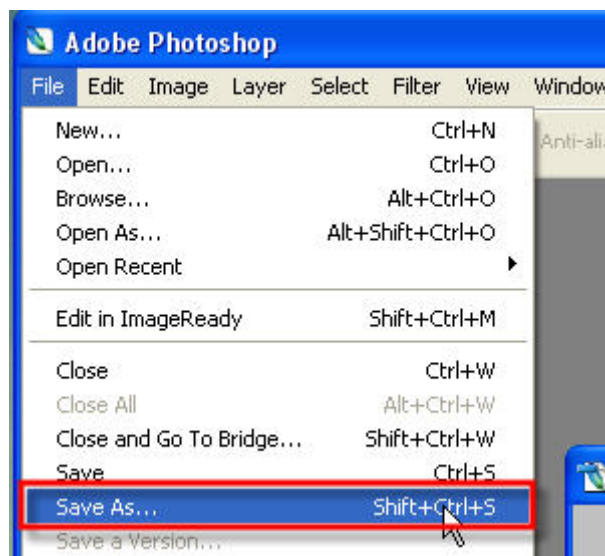 Adobe Photoshop
File Edit Image Layer Select Filter View Window
Anti-alia
New... Ctrl+N
Open... Ctrl+O
Browse... Alt+Ctrl+O
Open As... Alt+Shift+Ctrl+O
Open Recent
Edit in ImageReady Shift+Ctrl+M
Close Ctrl+W
Close All Alt+Ctrl+W
Close and Go To Bridge... Shift+Ctrl+W
Save Ctrl+S
Save As... Shift+Ctrl+S
Save a Version...